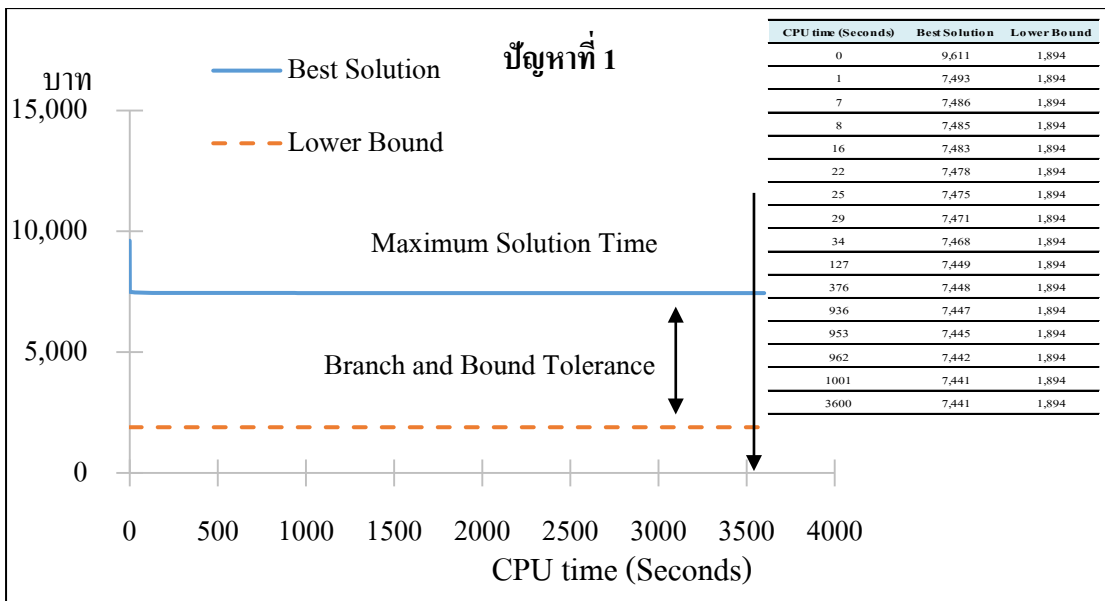 ปัญหาที่ 1
บาท
Best Solution
Lower Bound
15,000
10,000
5,000
0
Maximum Solution Time
Branch and Bound Tolerance
0 500 1000 1500 2000 2500 3000 3500 4000
CPU time (Seconds)
CPU time (Seconds) Best Solution Lower Bound
0 9,611 1,894
1 7,493 1,894
7 7,486 1,894
8 7,485 1,894
16 7,483 1,894
22 7,478 1,894
25 7,475 1,894
29 7,471 1,894
34 7,468 1,894
127 7,449 1,894
376 7,448 1,894
936 7,447 1,894
953 7,445 1,894
962 7,442 1,894
1001 7,441 1,894
3600 7,441 1,894